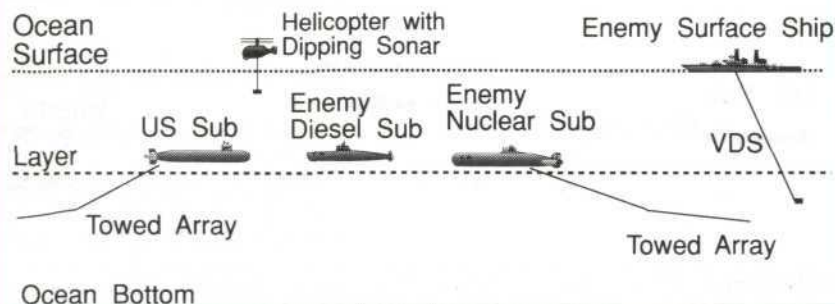 Ocean
Surface
Helicopter with
Dipping Sonar
Enemy Surface Ship
US Sub
Enemy
Diesel Sub
Enemy
Nuclear Sub
VDS
Layer
Towed Array
Towed Array
Ocean Bottom